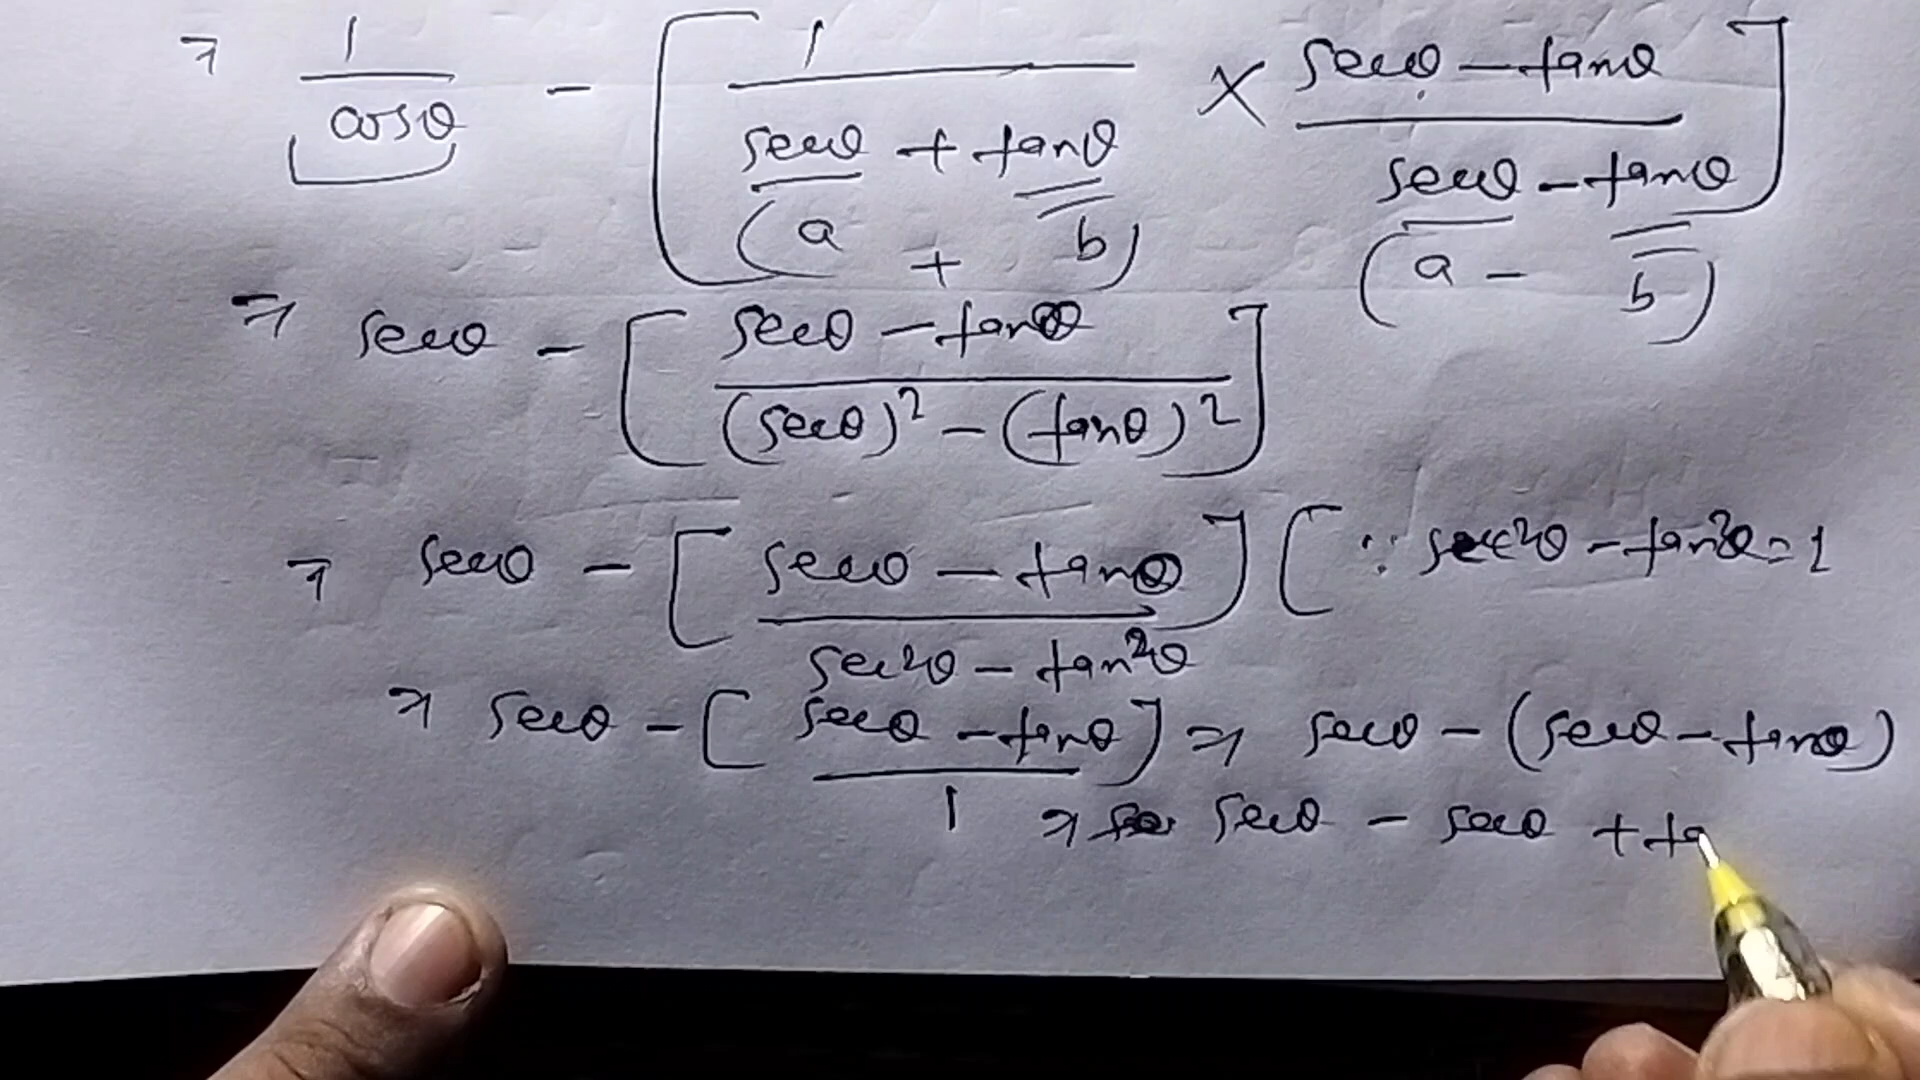 ⇒ 1/cosθ - [ 1/(secθ + tanθ) × (secθ - tanθ)/(secθ - tanθ) ]
(a + b) (a - b)
⇒ secθ - [ (secθ - tanθ)/((secθ)² - (tanθ)²) ]
⇒ secθ - [ (secθ - tanθ)/(sec²θ - tan²θ) ] [ ∵ sec²θ - tan²θ = 1
⇒ secθ - [ (secθ - tanθ)/1 ] ⇒ secθ - (secθ - tanθ)
⇒ secθ - secθ + ta